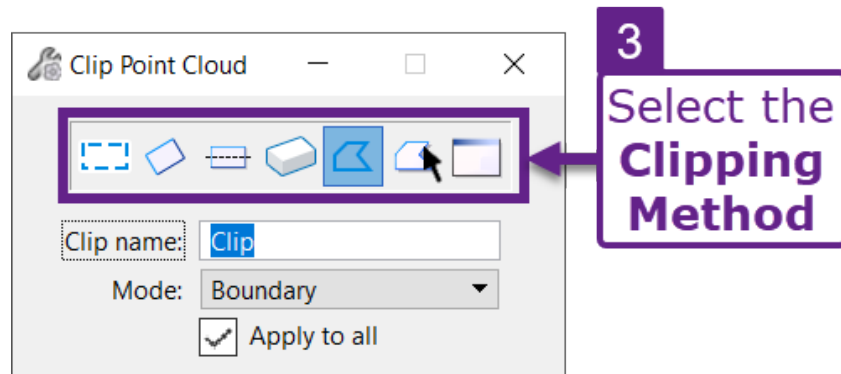 3
Clip Point Cloud
Select the
Clipping
Method
Clip name: Clip
Mode: Boundary
Apply to all